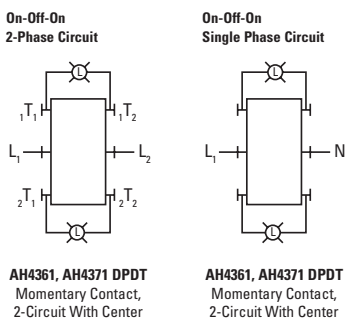 On-Off-On
2-Phase Circuit
L
1T1
1T2
L1
L2
2T1
2T2
L
AH4361, AH4371 DPDT
Momentary Contact,
2-Circuit With Center
On-Off-On
Single Phase Circuit
L
L1
N
L
AH4361, AH4371 DPDT
Momentary Contact,
2-Circuit With Center